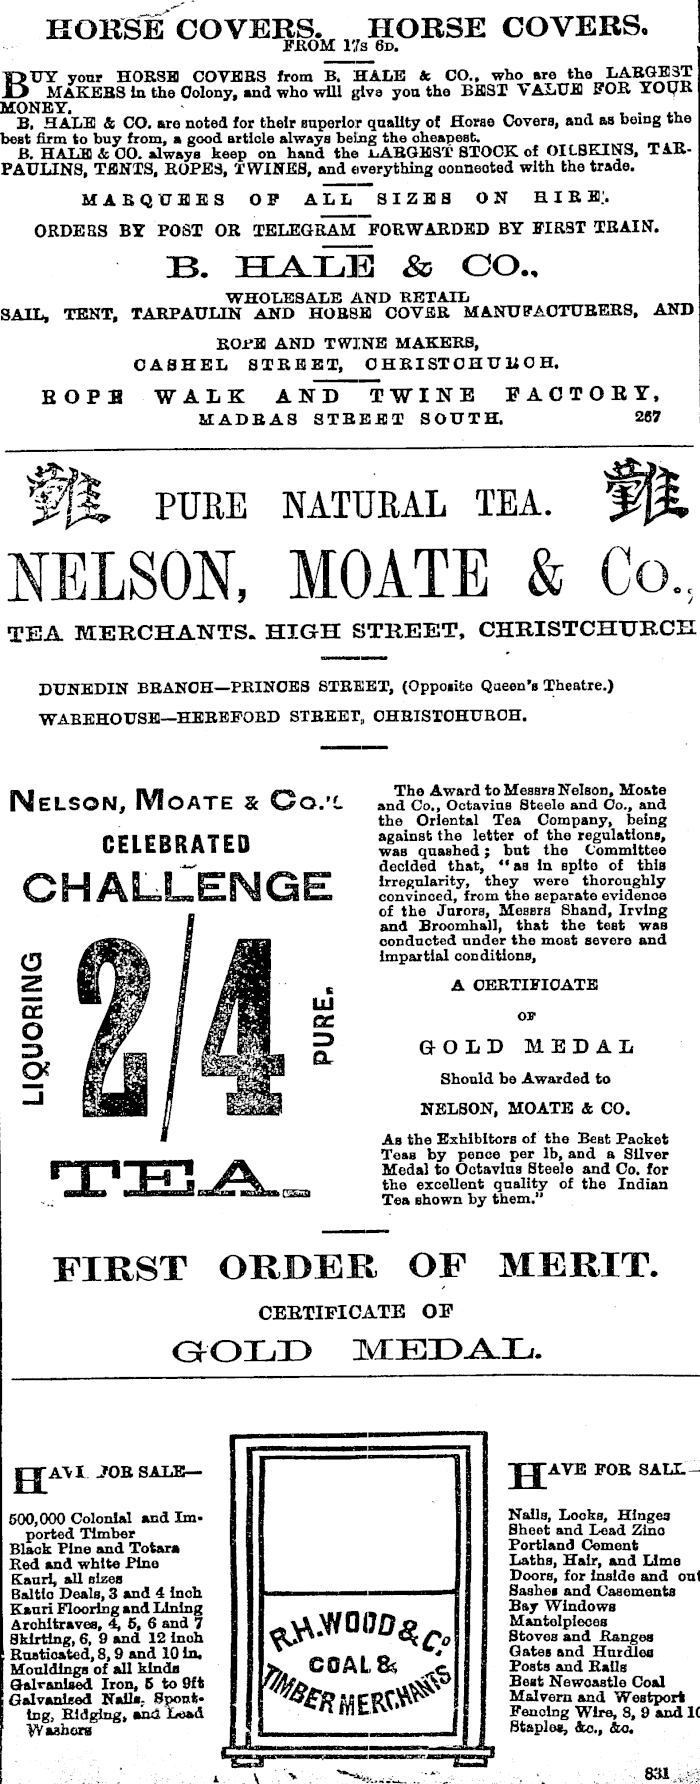 HORSE COVERS. HORSE COVERS.
FROM 17s 6D.
BUY your HORSE COVERS from B. HALE & CO., who are the LARGEST
MAKERS in the Colony, and who will give you the BEST VALUE FOR YOUR
MONEY.
B. HALE & CO. are noted for their superior quality of Horse Covers, and as being the
best firm to buy from, a good article always being the cheapest.
B. HALE & CO. always keep on hand the LARGEST STOCK of OILSKINS, TAR-
PAULINS, TENTS, ROPES, TWINES, and everything connected with the trade.
MARQUEES OF ALL SIZES ON HIRE.
ORDERS BY POST OR TELEGRAM FORWARDED BY FIRST TRAIN.
B. HALE & CO.,
WHOLESALE AND RETAIL
SAIL, TENT, TARPAULIN AND HORSE COVER MANUFACTURERS, AND
ROPE AND TWINE MAKERS,
CASHEL STREET, CHRISTCHURCH.
ROPE WALK AND TWINE FACTORY,
MADRAS STREET SOUTH. 267
難 PURE NATURAL TEA. 難
NELSON, MOATE & CO.,
TEA MERCHANTS. HIGH STREET, CHRISTCHURCH
DUNEDIN BRANCH—PRINCES STREET, (Opposite Queen's Theatre.)
WAREHOUSE—HEREFORD STREET, CHRISTCHURCH.
NELSON, MOATE & CO.'S
CELEBRATED
CHALLENGE
LIQUORING
2/4
PURE.
TEA.
The Award to Messrs Nelson, Moate
and Co., Octavius Steele and Co., and
the Oriental Tea Company, being
against the letter of the regulations,
was quashed; but the Committee
decided that, "as in spite of this
irregularity, they were thoroughly
convinced, from the separate evidence
of the Jurors, Messrs Shand, Irving
and Broomhall, that the test was
conducted under the most severe and
impartial conditions,
A CERTIFICATE
OF
GOLD MEDAL
Should be Awarded to
NELSON, MOATE & CO.
As the Exhibitors of the Best Packet
Teas by pence per lb, and a Silver
Medal to Octavius Steele and Co. for
the excellent quality of the Indian
Tea shown by them."
FIRST ORDER OF MERIT.
CERTIFICATE OF
GOLD MEDAL.
HAVE FOR SALE—
500,000 Colonial and Im-
ported Timber
Black Pine and Totara
Red and white Pine
Kauri, all sizes
Baltic Deals, 3 and 4 inch
Kauri Flooring and Lining
Architraves, 4, 5, 6 and 7
Skirting, 6, 9 and 12 inch
Rusticated, 8, 9 and 10 in.
Mouldings of all kinds
Galvanised Iron, 5 to 9ft
Galvanised Nails, Spout-
ing, Ridging, and Lead
Washers
R.H. WOOD & Co.
COAL &
TIMBER MERCHANTS
HAVE FOR SALE—
Nails, Locks, Hinges
Sheet and Lead Zinc
Portland Cement
Laths, Hair, and Lime
Doors, for inside and out
Sashes and Casements
Bay Windows
Mantelpieces
Stoves and Ranges
Gates and Hurdles
Posts and Rails
Best Newcastle Coal
Malvern and Westport
Fencing Wire, 8, 9 and 10
Staples, &c., &c.
831